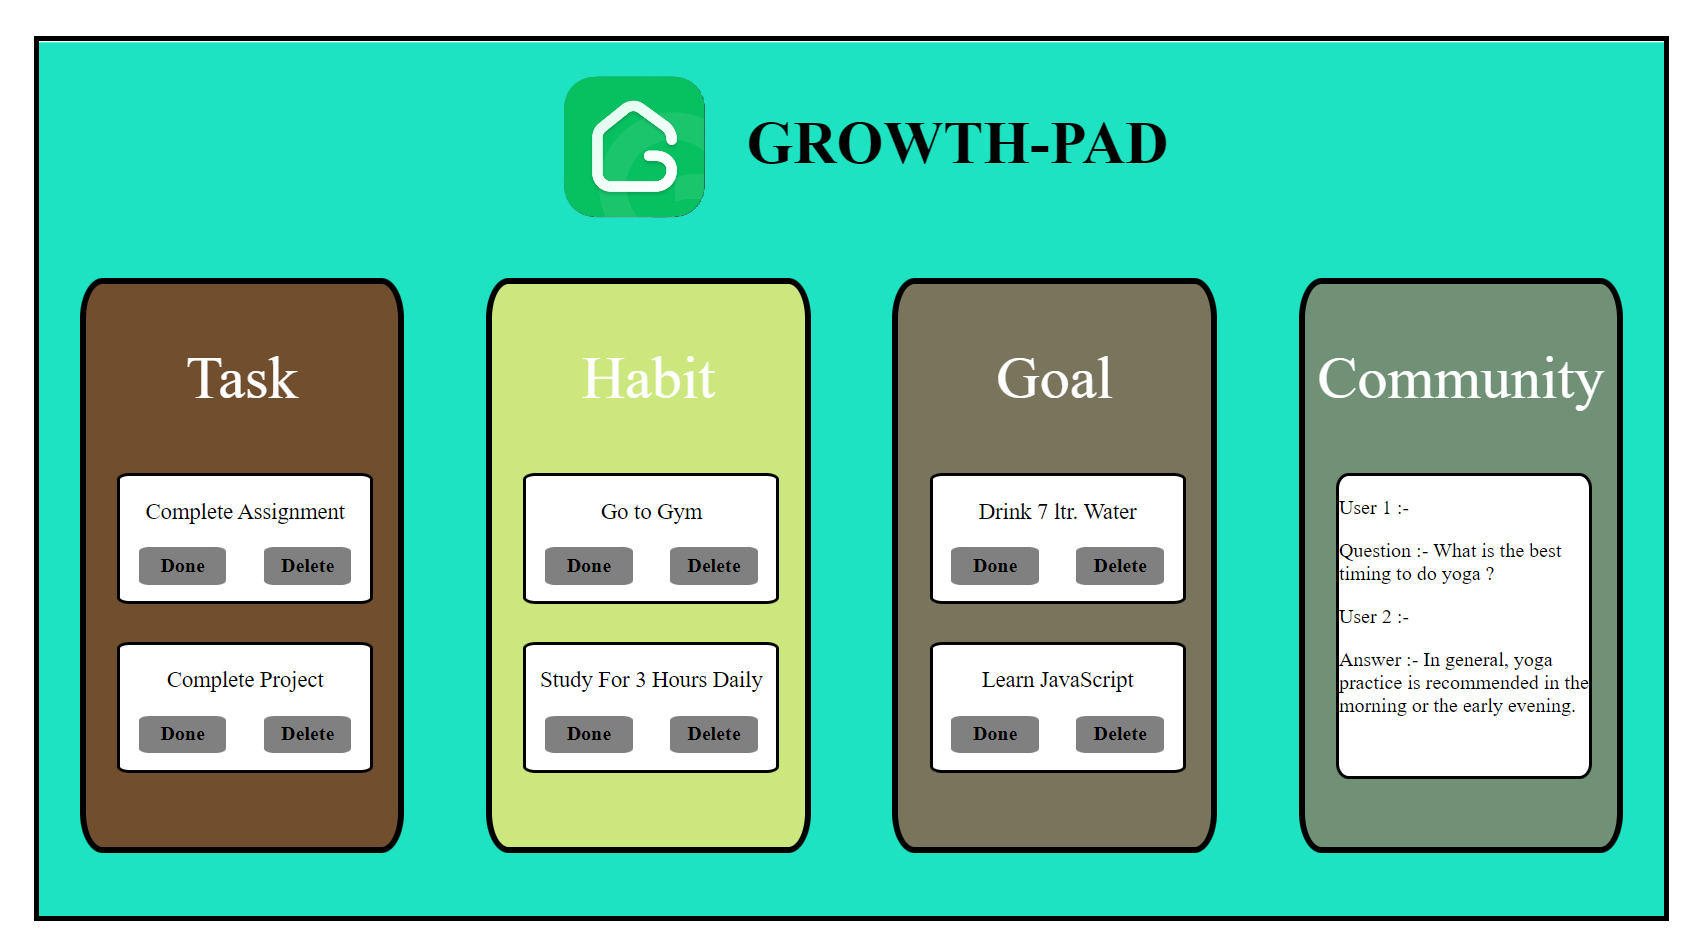 GROWTH-PAD
Task
Complete Assignment
Done Delete
Complete Project
Done Delete
Habit
Go to Gym
Done Delete
Study For 3 Hours Daily
Done Delete
Goal
Drink 7 ltr. Water
Done Delete
Learn JavaScript
Done Delete
Community
User 1 :-
Question :- What is the best
timing to do yoga ?
User 2 :-
Answer :- In general, yoga
practice is recommended in the
morning or the early evening.